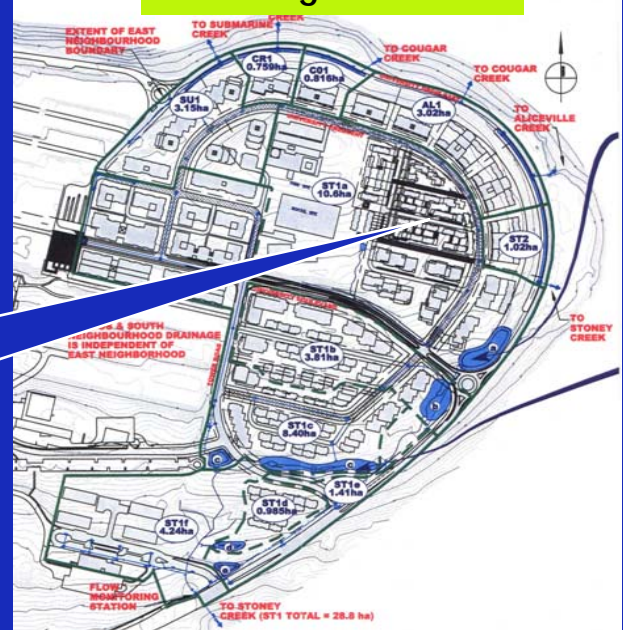 CREEK
TO SUBMARINE
CREEK
EXTENT OF EAST
NEIGHBOURHOOD
BOUNDARY
TO COUGAR
CREEK
TO COUGAR
CREEK
TO
ALICEVILLE
CREEK
CR1
0.759ha
C01
0.816ha
SU1
3.15ha
AL1
3.02ha
ST1a
10.6ha
ST2
1.02ha
TO
STONEY
CREEK
& SOUTH
NEIGHBOURHOOD DRAINAGE
IS INDEPENDENT OF
EAST NEIGHBORHOOD
ST1b
3.81ha
ST1c
8.40ha
ST1e
1.41ha
ST1d
0.985ha
ST1f
4.24ha
FLOW
MONITORING
STATION
TO STONEY
CREEK (ST1 TOTAL = 28.8 ha)